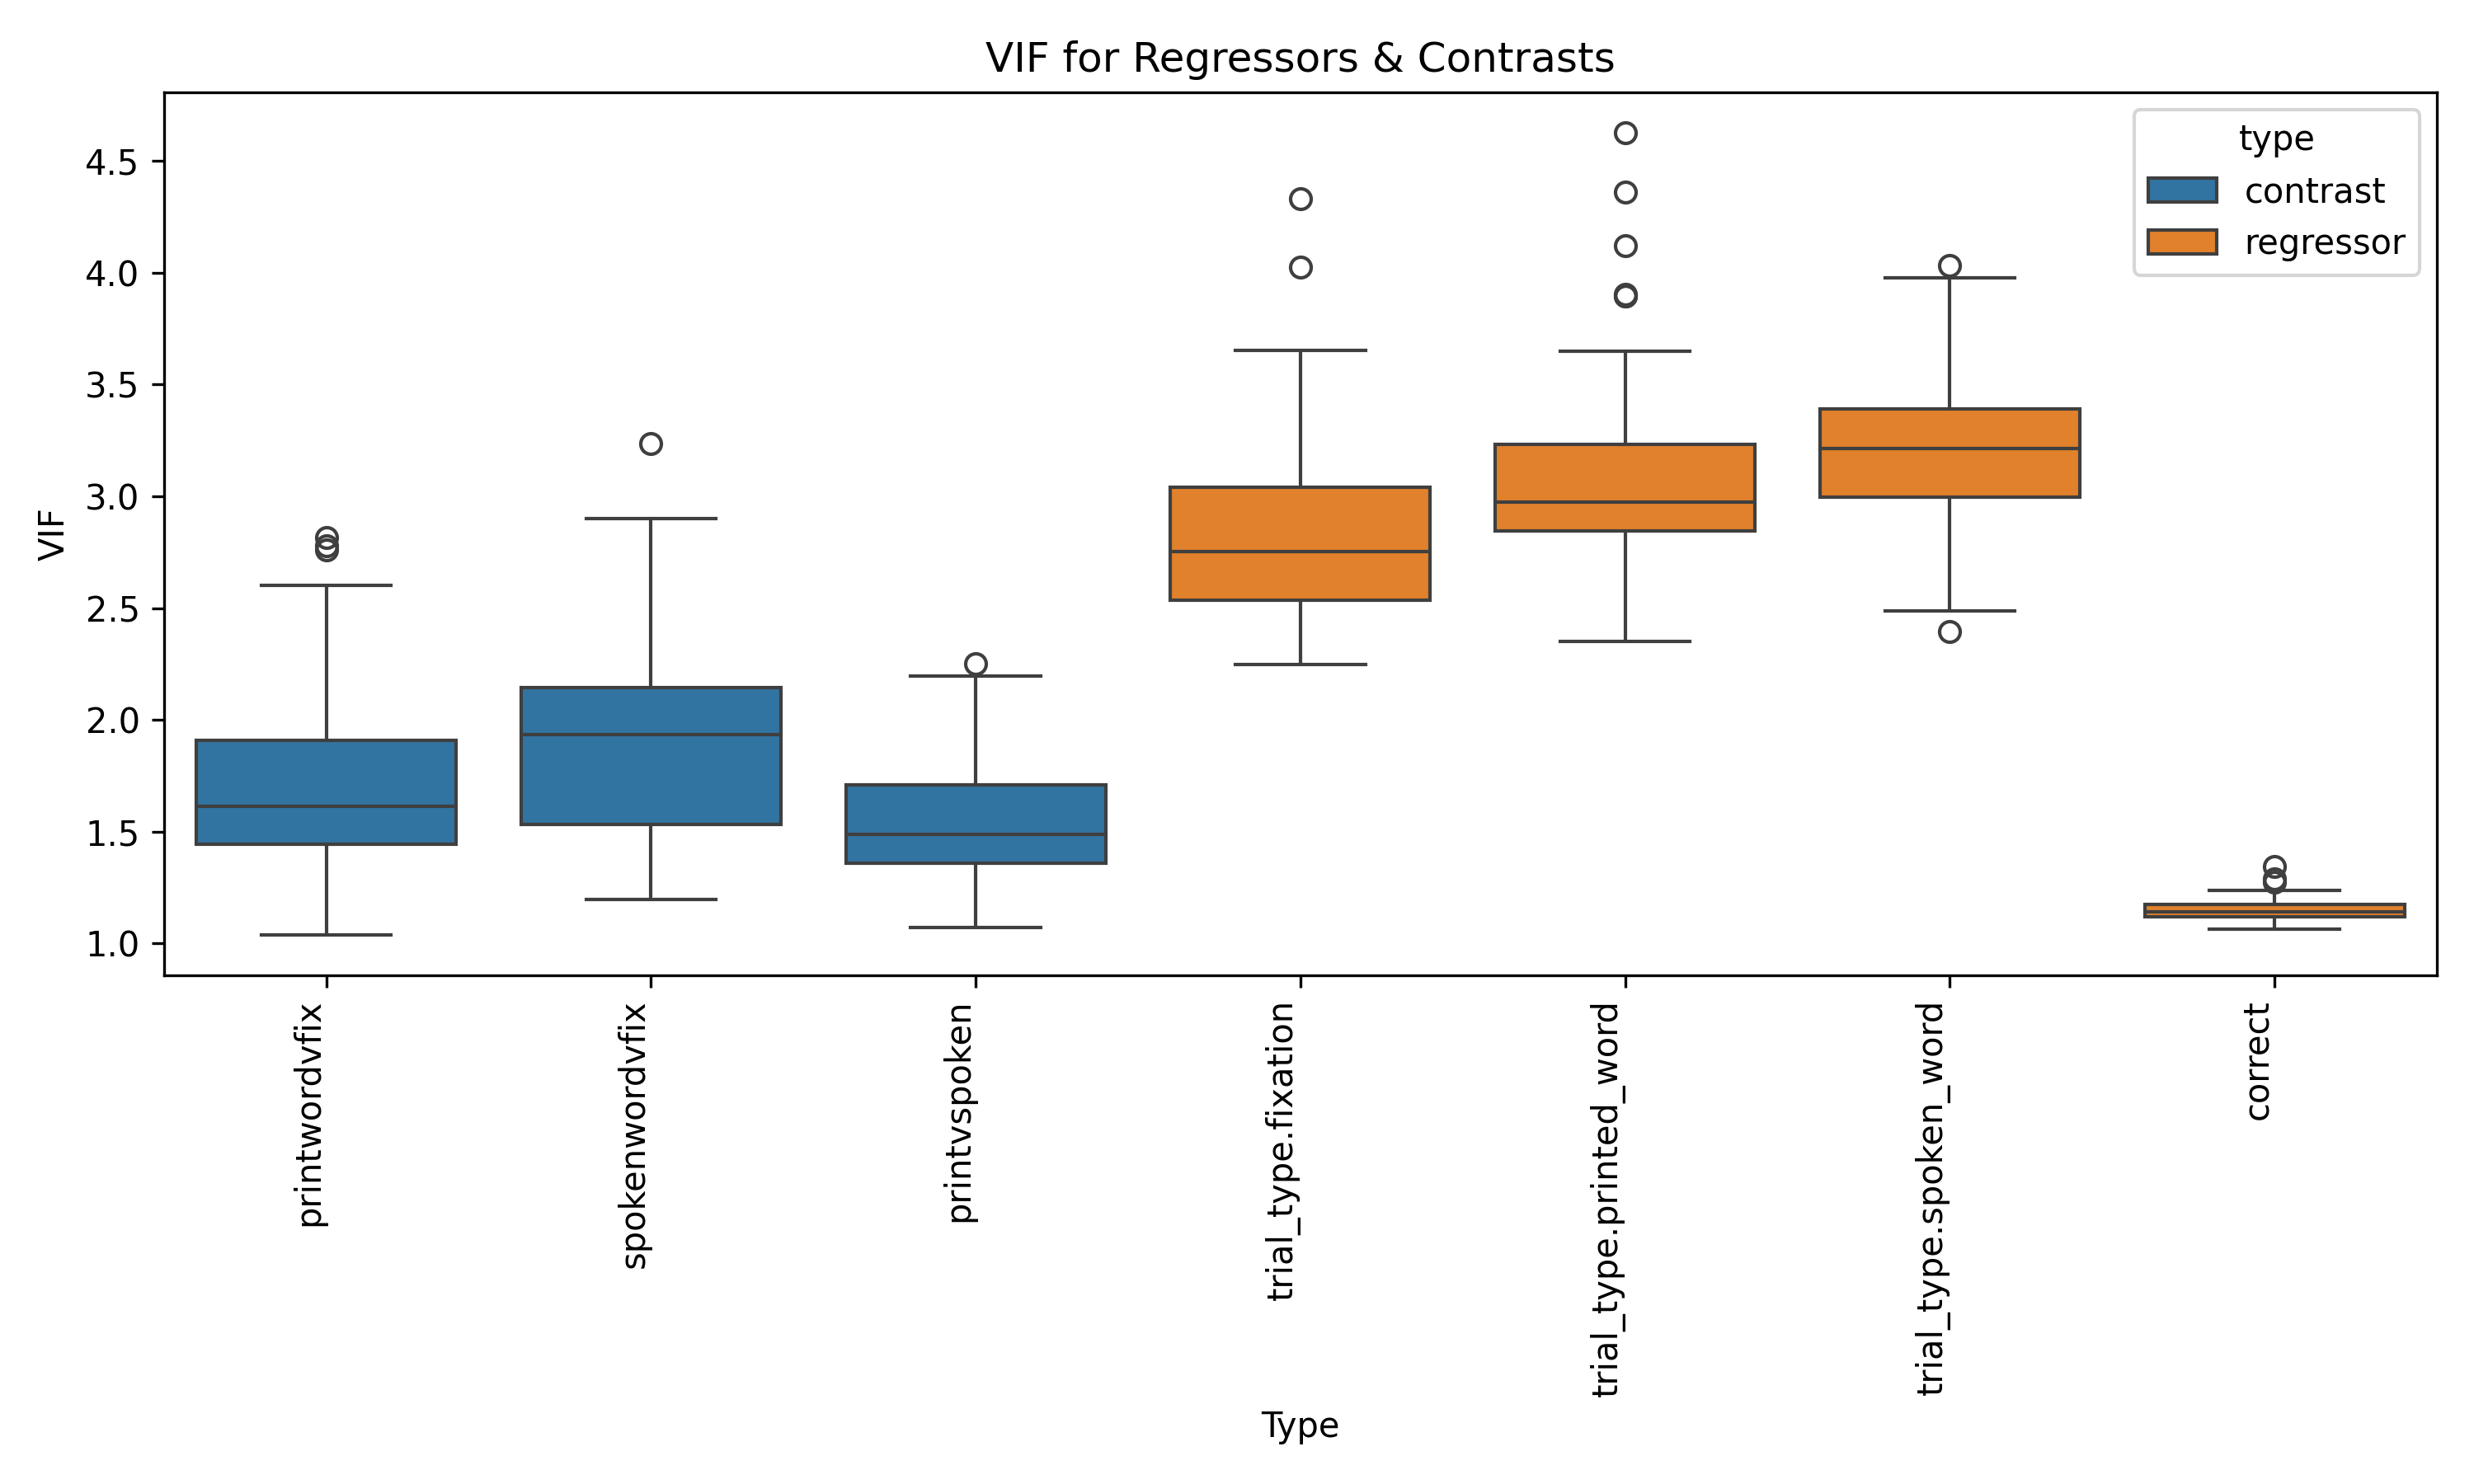 VIF for Regressors & Contrasts
type
contrast
regressor
VIF
4.5
4.0
3.5
3.0
2.5
2.0
1.5
1.0
printwordvfix
spokenwordvfix
printvspoken
trial_type.fixation
trial_type.printed_word
trial_type.spoken_word
correct
Type